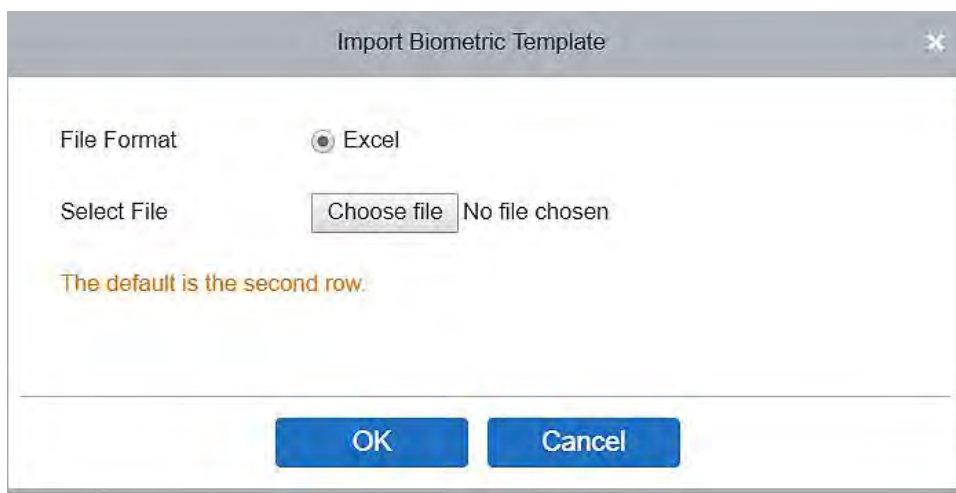 Import Biometric Template
File Format Excel
Select File Choose file No file chosen
The default is the second row.
OK Cancel